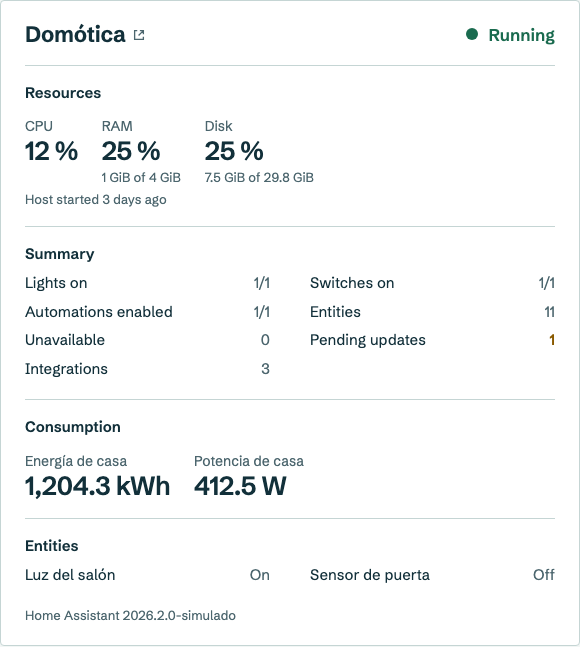 Domótica
Running
Resources
CPU RAM Disk
12 % 25 % 25 %
1 GiB of 4 GiB 7.5 GiB of 29.8 GiB
Host started 3 days ago
Summary
Lights on 1/1 Switches on 1/1
Automations enabled 1/1 Entities 11
Unavailable 0 Pending updates 1
Integrations 3
Consumption
Energía de casa Potencia de casa
1,204.3 kWh 412.5 W
Entities
Luz del salón On Sensor de puerta Off
Home Assistant 2026.2.0-simulado